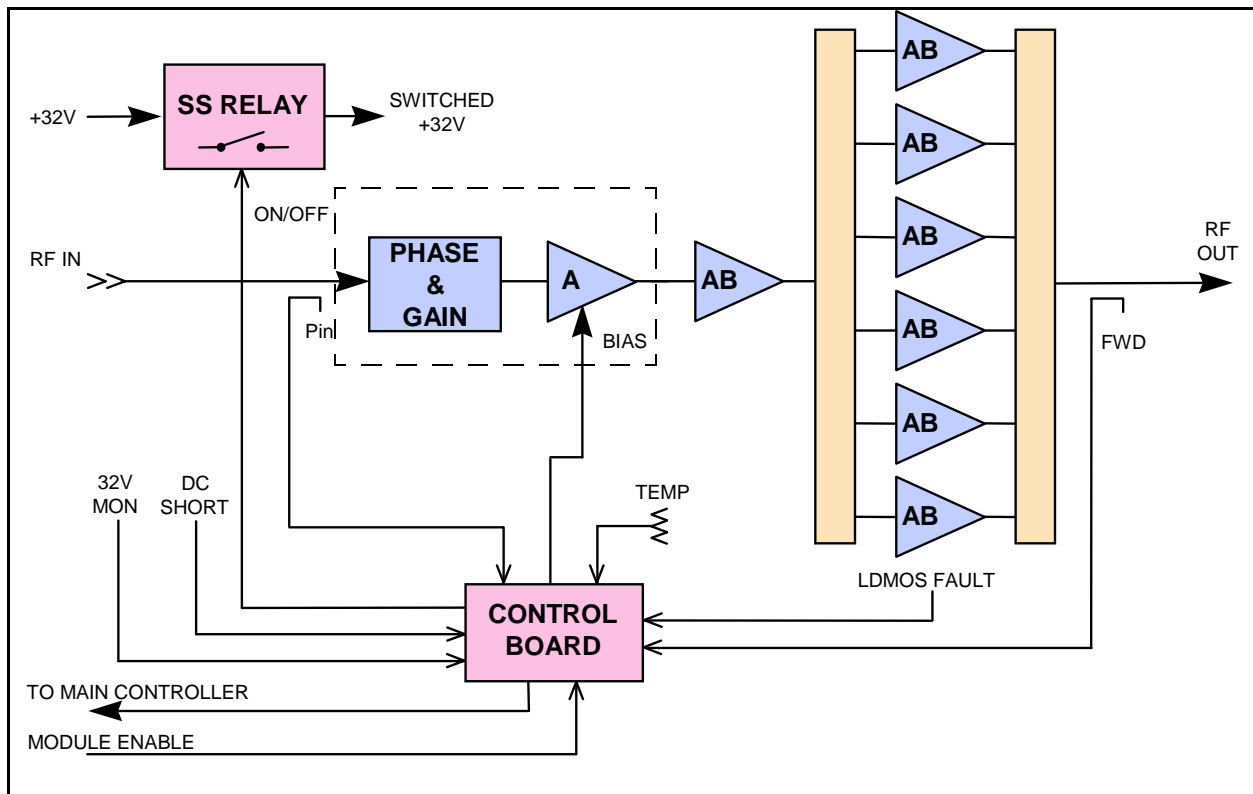 SS RELAY
+32V
SWITCHED
+32V
ON/OFF
RF IN
PHASE
&
GAIN
A
AB
AB
AB
AB
AB
AB
AB
RF
OUT
Pin
BIAS
FWD
32V
MON
DC
SHORT
TEMP
LDMOS FAULT
CONTROL
BOARD
TO MAIN CONTROLLER
MODULE ENABLE